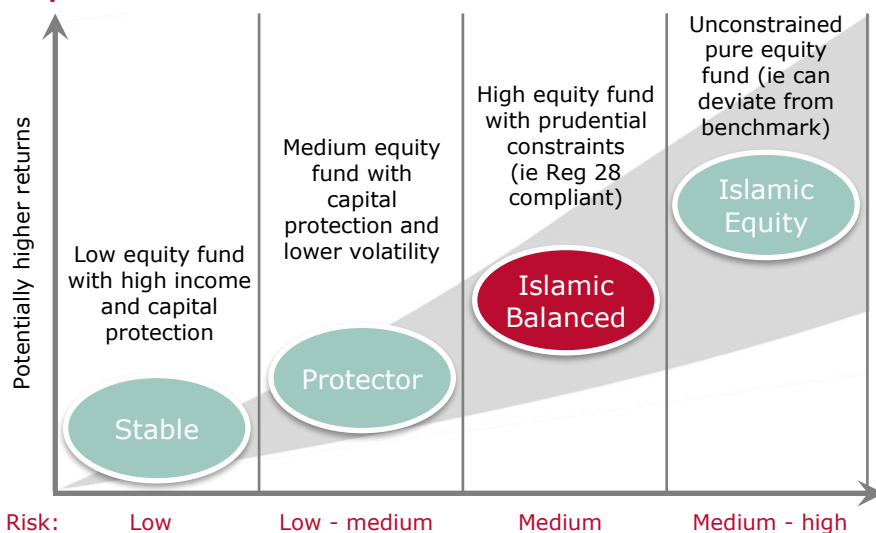 Potentially higher returns
Low equity fund
with high income
and capital
protection
Stable
Medium equity
fund with
capital
protection and
lower volatility
Protector
High equity fund
with prudential
constraints
(ie Reg 28
compliant)
Islamic
Balanced
Unconstrained
pure equity
fund (ie can
deviate from
benchmark)
Islamic
Equity
Risk: Low Low - medium Medium Medium - high